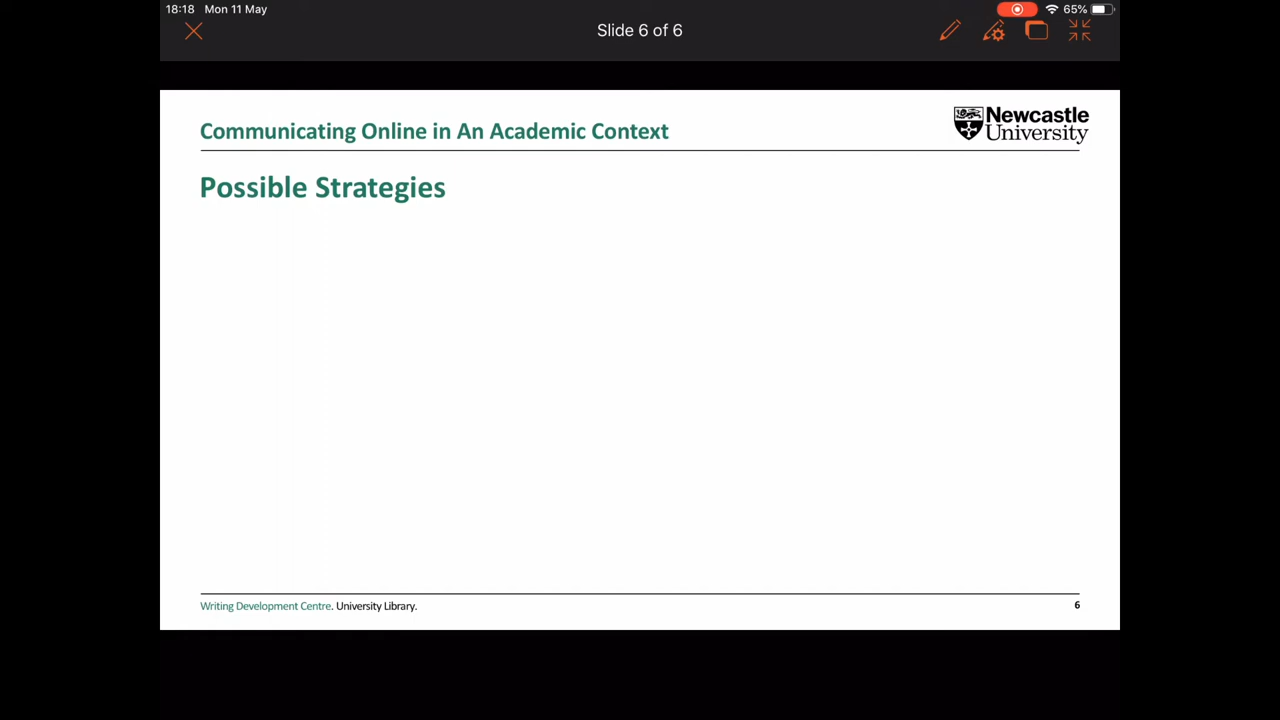 18:18 Mon 11 May
65%
Slide 6 of 6
Communicating Online in An Academic Context
Newcastle
University
Possible Strategies
Writing Development Centre. University Library.
6